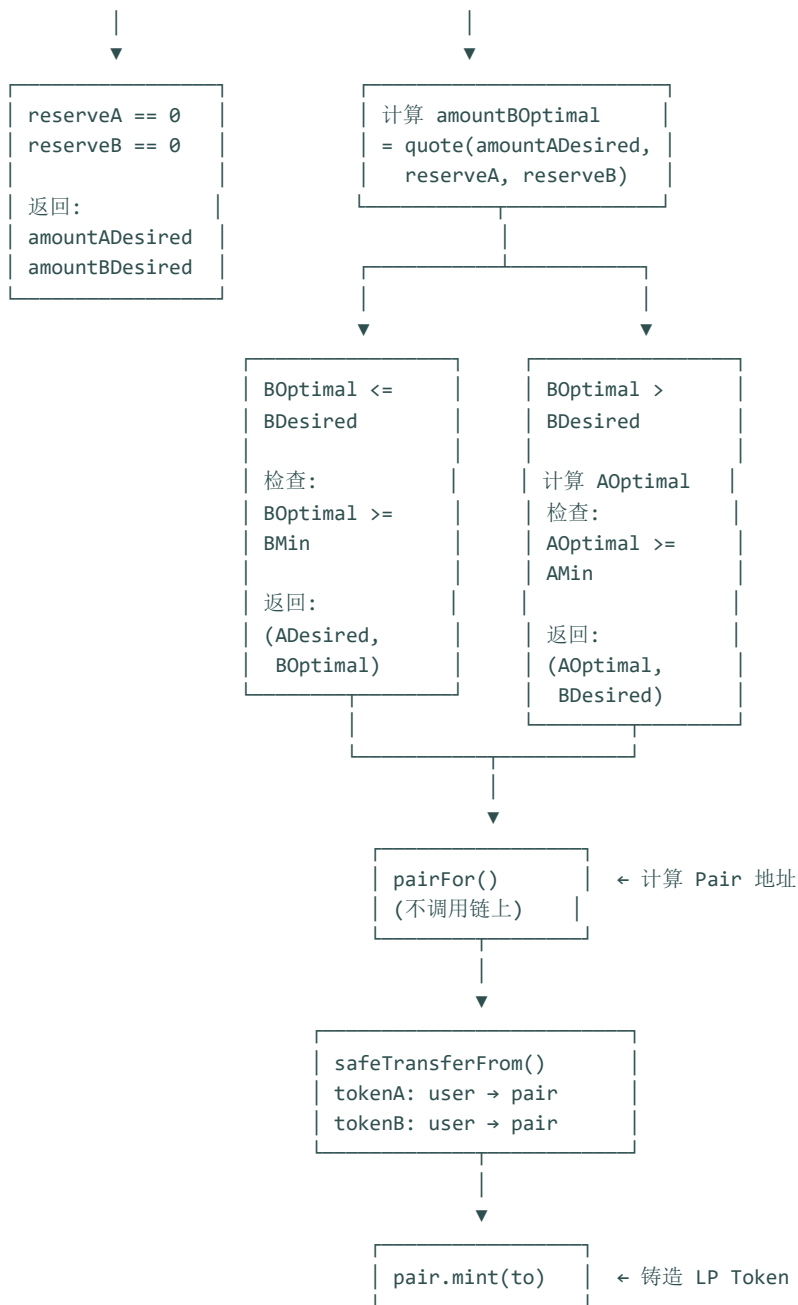 reserveA == 0
reserveB == 0
返回:
amountADesired
amountBDesired
计算 amountBOptimal
= quote(amountADesired,
reserveA, reserveB)
BOptimal <=
BDesired
检查:
BOptimal >=
BMin
返回:
(ADesired,
BOptimal)
BOptimal >
BDesired
计算 AOptimal
检查:
AOptimal >=
AMin
返回:
(AOptimal,
BDesired)
pairFor()
(不调用链上)
← 计算 Pair 地址
safeTransferFrom()
tokenA: user → pair
tokenB: user → pair
pair.mint(to)
← 铸造 LP Token